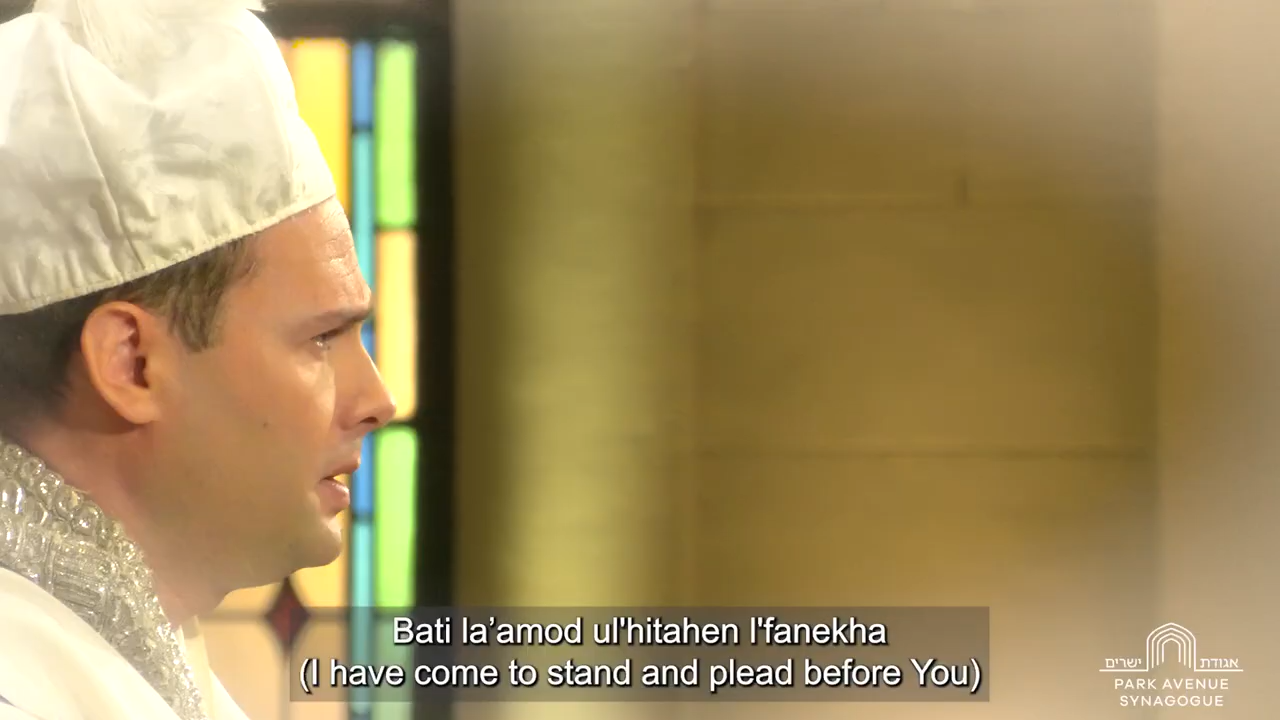 Bati la’amod ul'hitahen l'fanekha
(I have come to stand and plead before You)
אגודת ישרים
PARK AVENUE
SYNAGOGUE